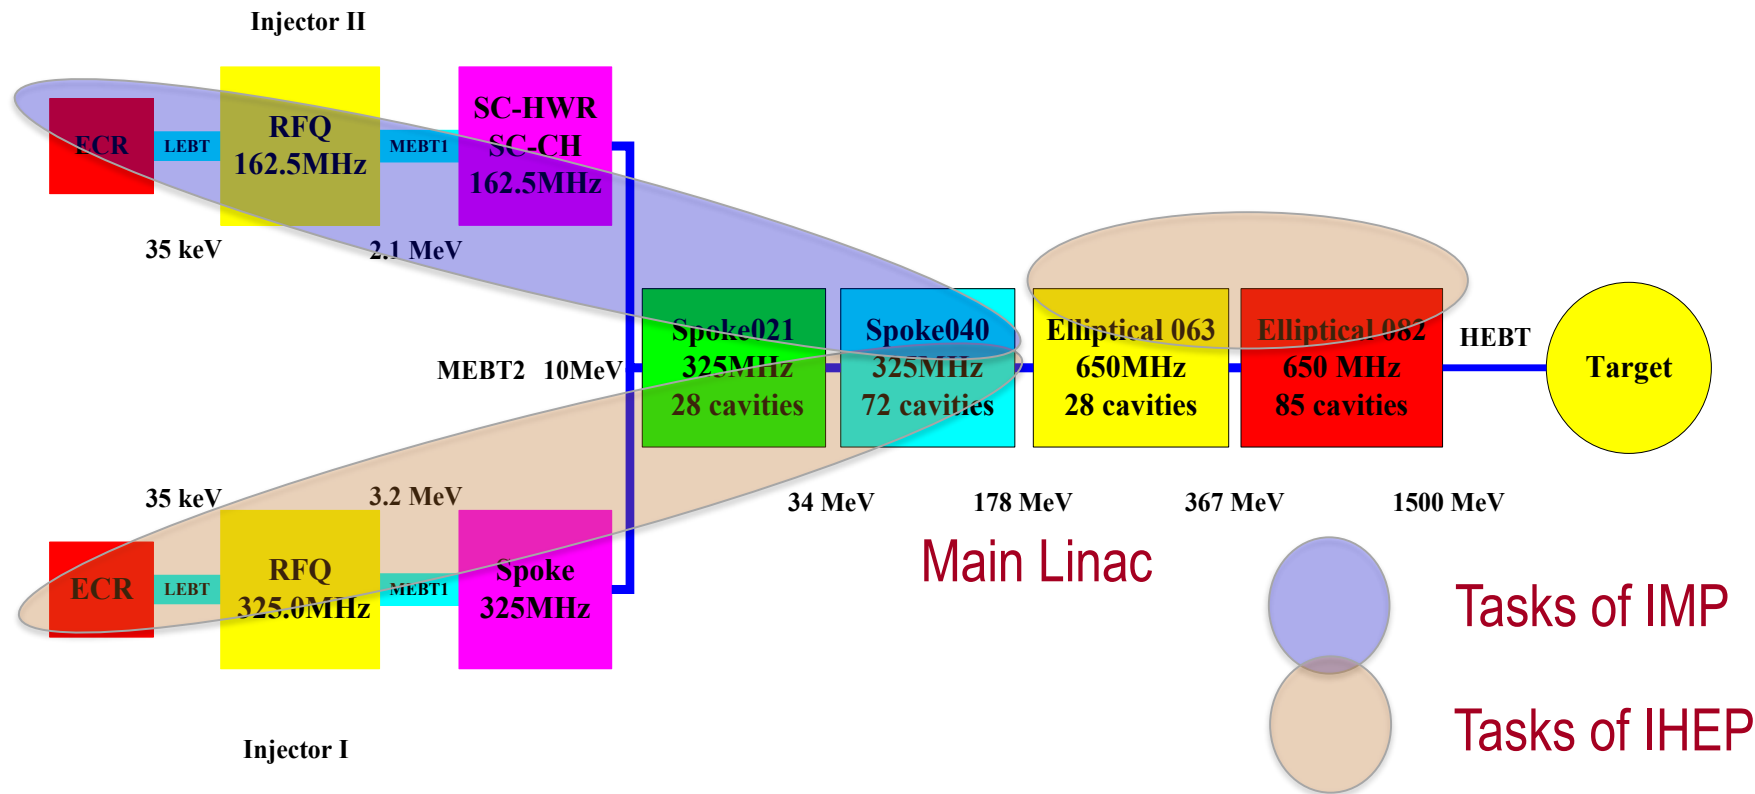 Injector II
ECR
LEBT
RFQ
162.5MHz
MEBT1
SC-HWR
SC-CH
162.5MHz
35 keV
2.1 MeV
MEBT2
10MeV
Spoke021
325MHz
28 cavities
Spoke040
325MHz
72 cavities
Elliptical 063
650MHz
28 cavities
Elliptical 082
650 MHz
85 cavities
HEBT
Target
34 MeV
178 MeV
367 MeV
1500 MeV
35 keV
3.2 MeV
ECR
LEBT
RFQ
325.0MHz
MEBT1
Spoke
325MHz
Injector I
Main Linac
Tasks of IMP
Tasks of IHEP